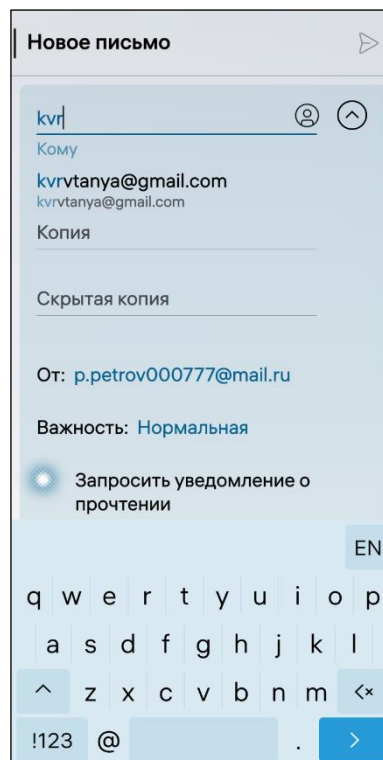 Новое письмо
kvr
Кому
kvrvtanya@gmail.com
kvrvtanya@gmail.com
Копия
Скрытая копия
От: p.petrov000777@mail.ru
Важность: Нормальная
Запросить уведомление о
прочтении
EN
q w e r t y u i o p
a s d f g h j k l
z x c v b n m
!123 @ .